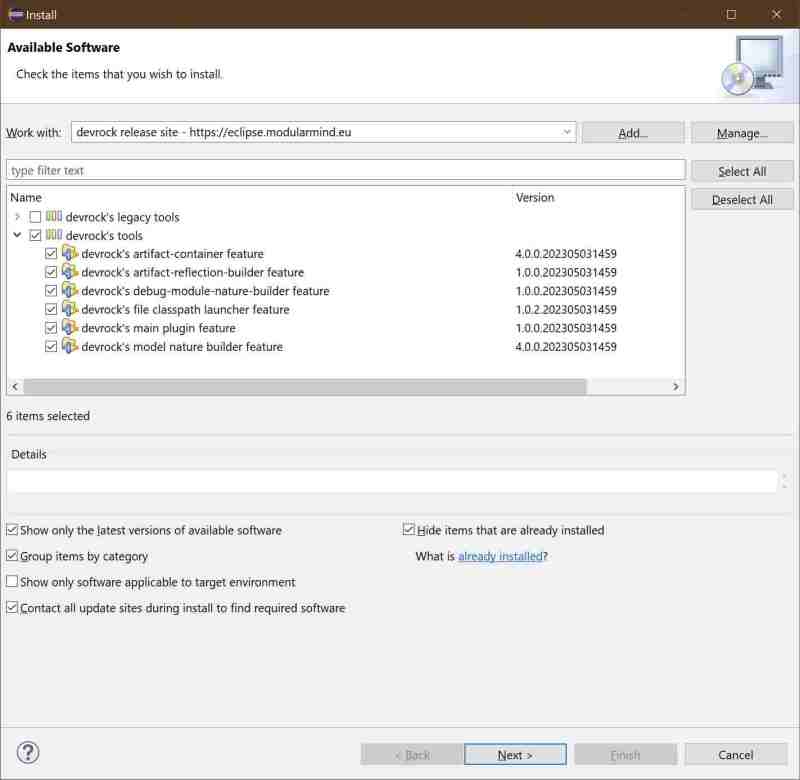 Install
Available Software
Check the items that you wish to install.
Work with: devrock release site - https://eclipse.modularmind.eu Add... Manage...
type filter text Select All
Name Version Deselect All
devrock's legacy tools
devrock's tools
devrock's artifact-container feature 4.0.0.202305031459
devrock's artifact-reflection-builder feature 1.0.0.202305031459
devrock's debug-module-nature-builder feature 1.0.0.202305031459
devrock's file classpath launcher feature 1.0.2.202305031459
devrock's main plugin feature 1.0.0.202305031459
devrock's model nature builder feature 4.0.0.202305031459
6 items selected
Details
Show only the latest versions of available software Hide items that are already installed
Group items by category What is already installed?
Show only software applicable to target environment
Contact all update sites during install to find required software
? < Back Next > Finish Cancel